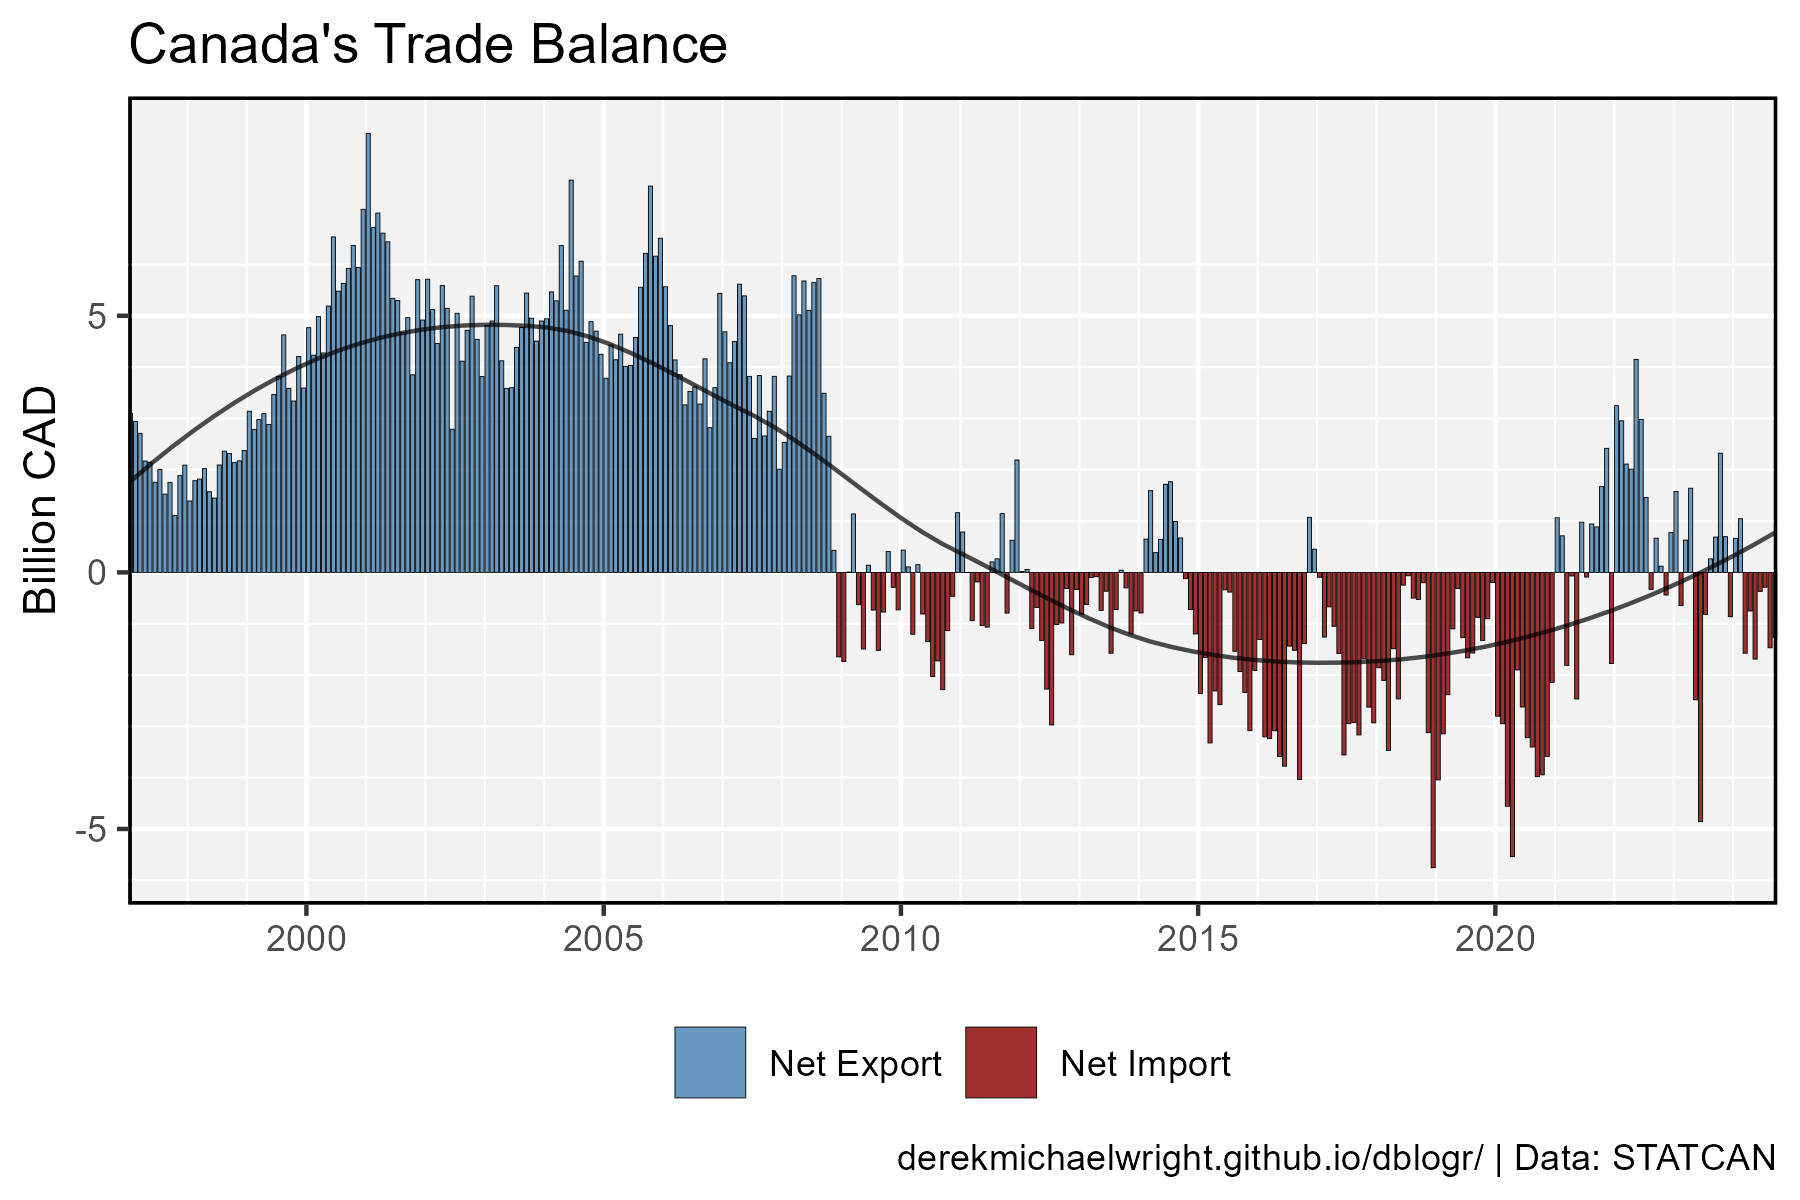 Canada's Trade Balance
Billion CAD
5
0
-5
2000 2005 2010 2015 2020
Net Export Net Import
derekmichaelwright.github.io/dblogr/ | Data: STATCAN